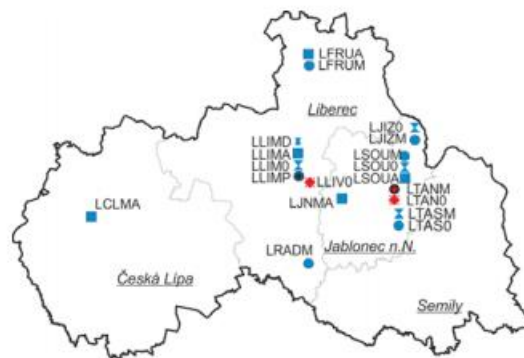 LFRUA
LFRUM
Liberec
LJIZ0
LJIZM
LLIMD
LLIMA
LLIM0
LLIMP
LSOUM
LSOU0
LSOUA
LLIV0
LTANM
LTAN0
LJNMA
LCLMA
LTASM
LTAS0
Jablonec n.N.
LRADM
Česká Lípa
Semily